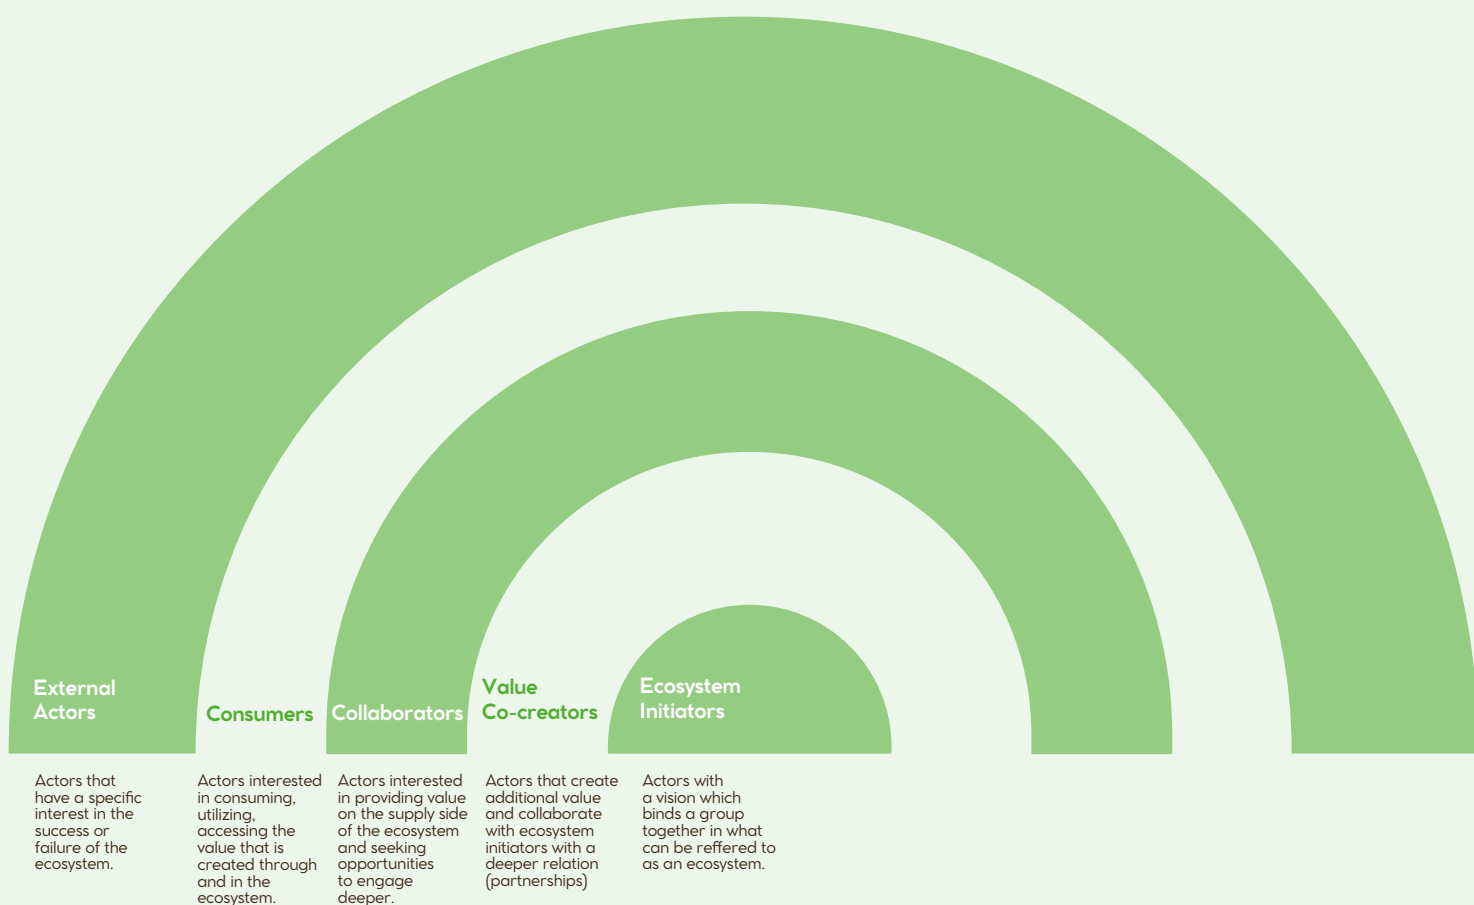 External
Actors
Consumers
Collaborators
Value
Co-creators
Ecosystem
Initiators
Actors that
have a specific
interest in the
success or
failure of the
ecosystem.
Actors interested
in consuming,
utilizing,
accessing the
value that is
created through
and in the
ecosystem.
Actors interested
in providing value
on the supply side
of the ecosystem
and seeking
opportunities
to engage
deeper.
Actors that create
additional value
and collaborate
with ecosystem
initiators with a
deeper relation
(partnerships)
Actors with
a vision which
binds a group
together in what
can be reffered to
as an ecosystem.